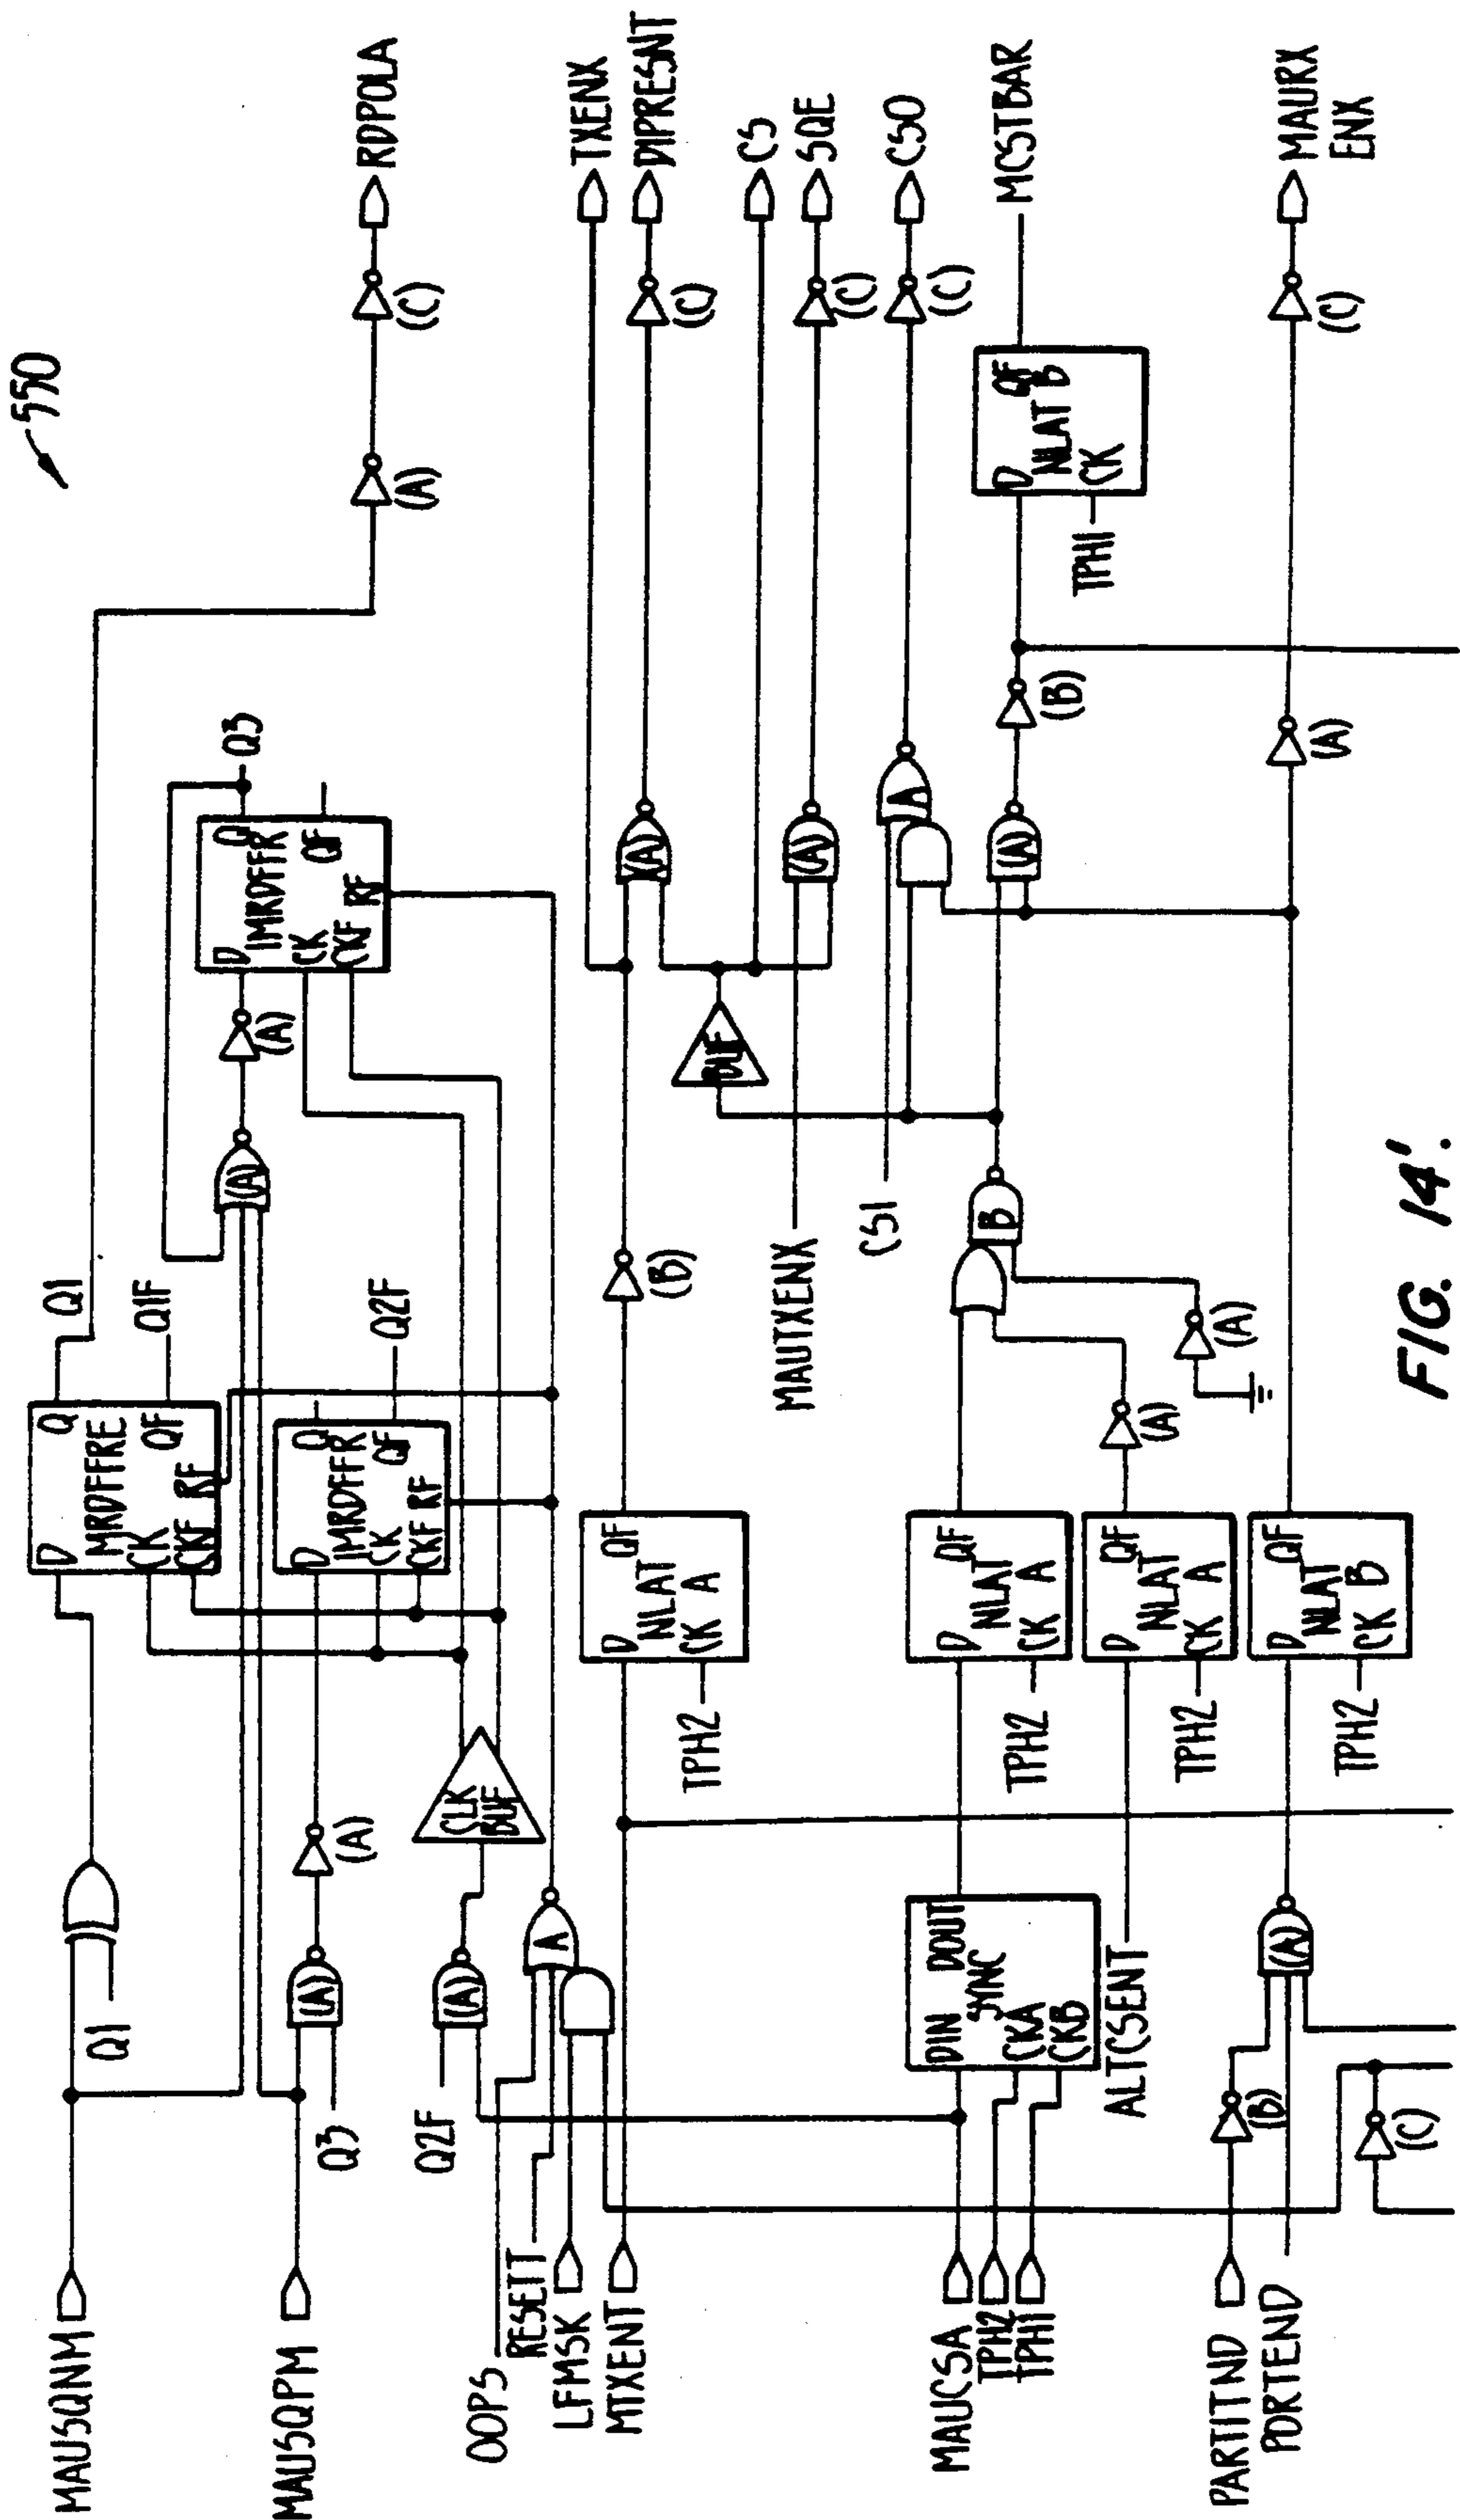 550
MAUSQNM
Q1
D Q
MRDFFRE
CK QF
CKF RF
Q1
Q1F
(A)
(C)
RDPOLA
MAUSQPM
Q3
(A)
(A)
D Q
IMRDFFR
CK QF
CKF RF
Q2F
(A)
(A)
D Q
IMRDFFR
CK QF
CKF RF
Q3
Q2F
(A)
CLK
BUF
OOPS
RESETT
LFMSK
A
MTXENT
D QF
NLAT
CK A
TPH2
(B)
TXENX
(A)
(C)
DIPRESNT
BUF
CS
MAUTXENX
(A)
(C)
SQE
CS1
A
(C)
CSO
MAUCSA
TPH2
TPH1
DIN DOUT
SYNC
CKA
CKB
D QF
NLAT
CK A
TPH2
B
(A)
(B)
D QF
NLAT B
CK
TPH1
MCSTBAR
ALTCSENT
D QF
NLAT
CK A
TPH2
(A)
(A)
PARTITND
(B)
PORTEND
(A)
D QF
NLAT
CK B
TPH2
(A)
(C)
MAURX
ENX
(C)
FIG. 14'.